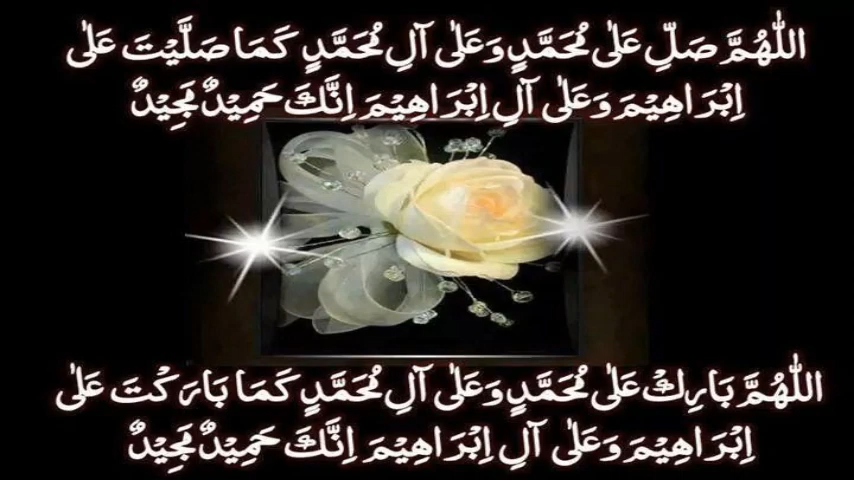 اللّٰهُمَّ صَلِّ عَلٰى مُحَمَّدٍ وَعَلٰى آلِ مُحَمَّدٍ كَمَا صَلَّيْتَ عَلٰى
اِبْرَاهِيْمَ وَعَلٰى آلِ اِبْرَاهِيْمَ اِنَّكَ حَمِيْدٌ مَجِيْدٌ
اللّٰهُمَّ بَارِكْ عَلٰى مُحَمَّدٍ وَعَلٰى آلِ مُحَمَّدٍ كَمَا بَارَكْتَ عَلٰى
اِبْرَاهِيْمَ وَعَلٰى آلِ اِبْرَاهِيْمَ اِنَّكَ حَمِيْدٌ مَجِيْدٌ